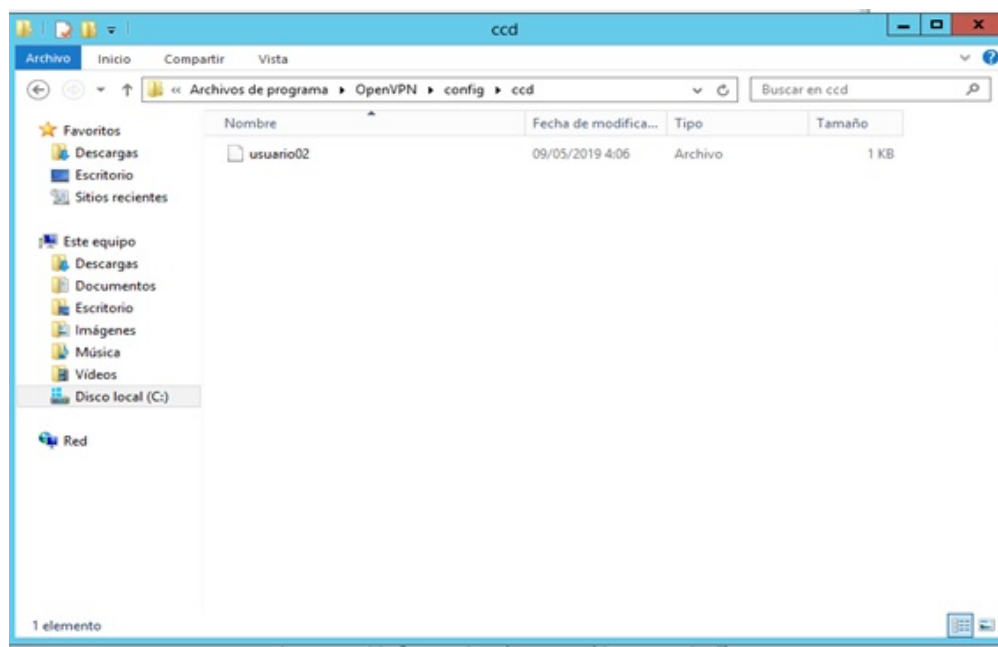 ccd
Archivo Inicio Compartir Vista
« Archivos de programa OpenVPN config ccd
Buscar en ccd
Favoritos
Descargas
Escritorio
Sitios recientes
Este equipo
Descargas
Documentos
Escritorio
Imágenes
Música
Vídeos
Disco local (C:)
Red
Nombre Fecha de modifica... Tipo Tamaño
usuario02 09/05/2019 4:06 Archivo 1 KB
1 elemento